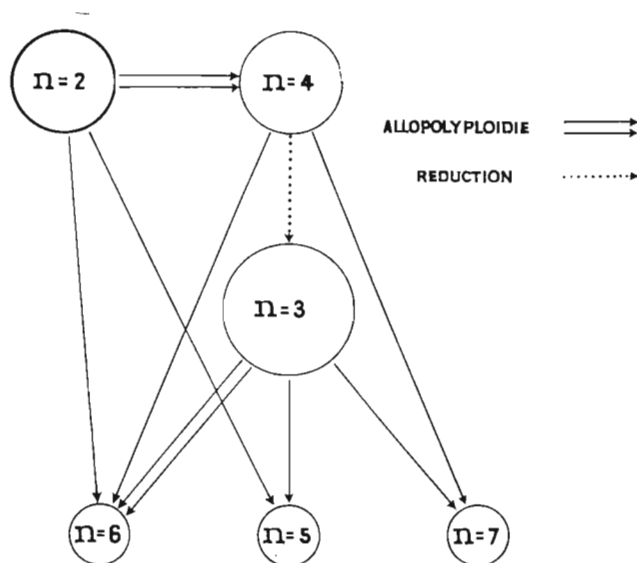 n=2
n=4
ALLOPOLYPLOIDIE
REDUCTION
n=3
n=6
n=5
n=7